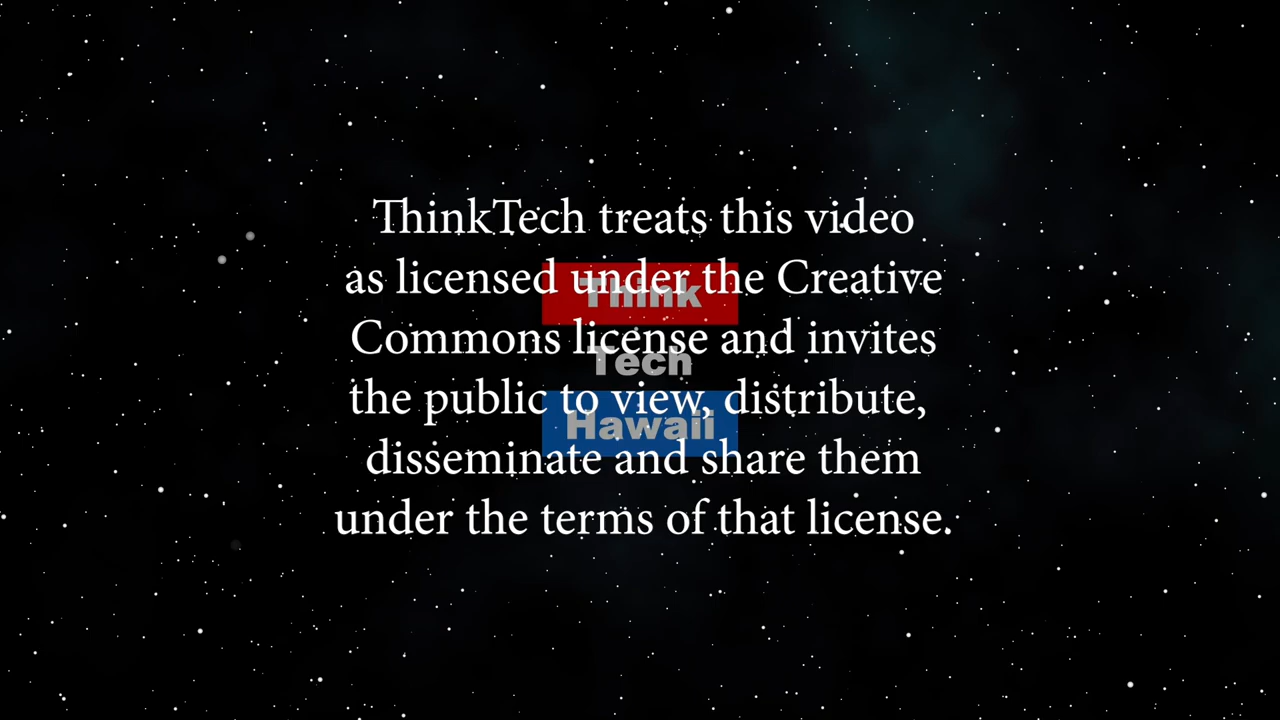 ThinkTech treats this video
as licensed under the Creative
Think
Commons license and invites
Tech
the public to view, distribute,
Hawaii
disseminate and share them
under the terms of that license.